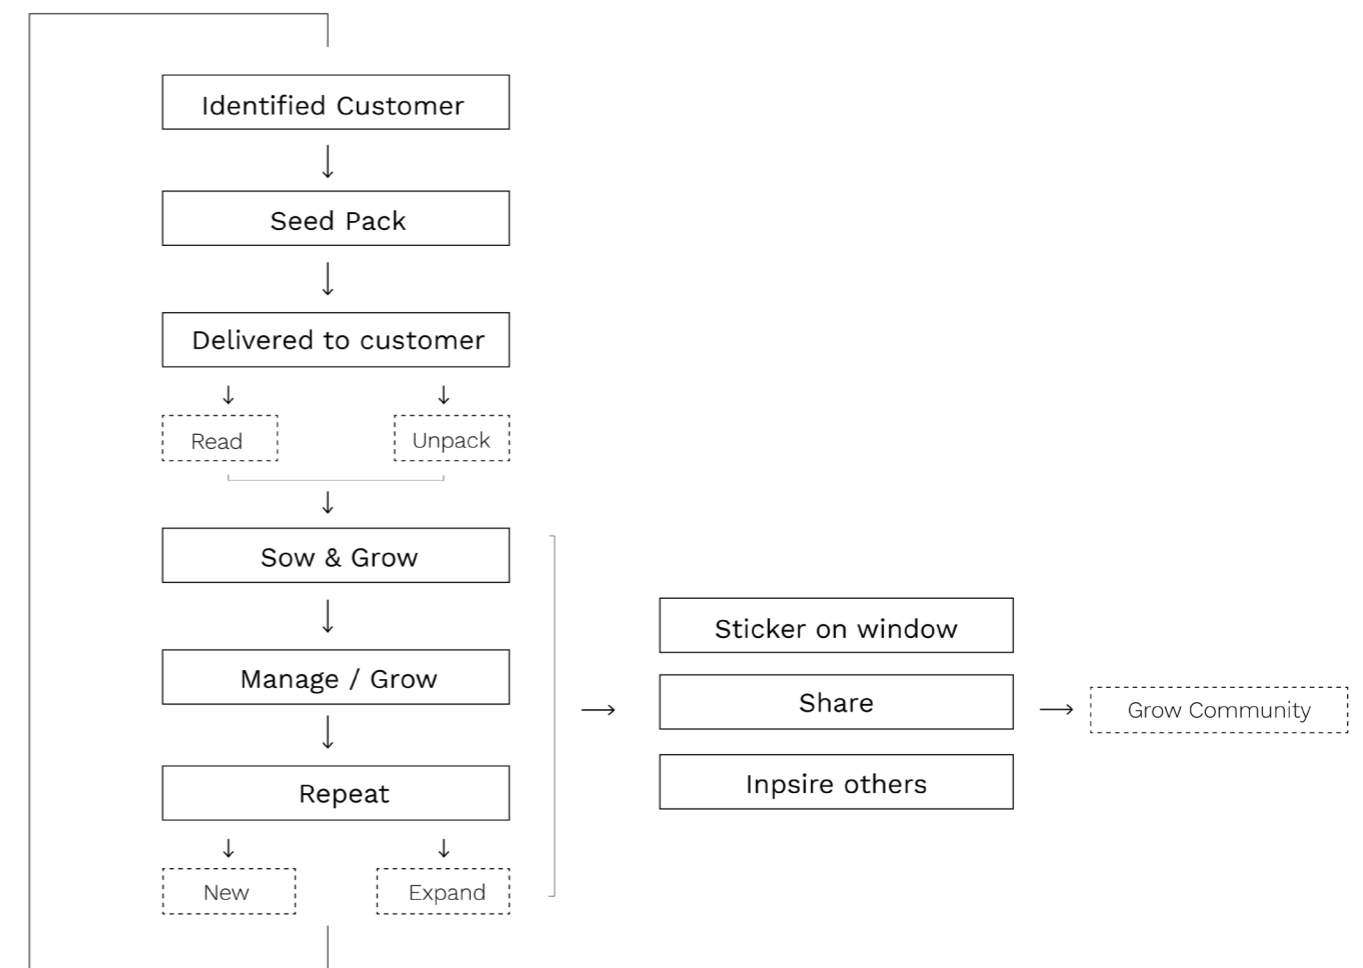 Identified Customer
Seed Pack
Delivered to customer
Read
Unpack
Sow & Grow
Manage / Grow
Repeat
New
Expand
Sticker on window
Share
Inpsire others
Grow Community